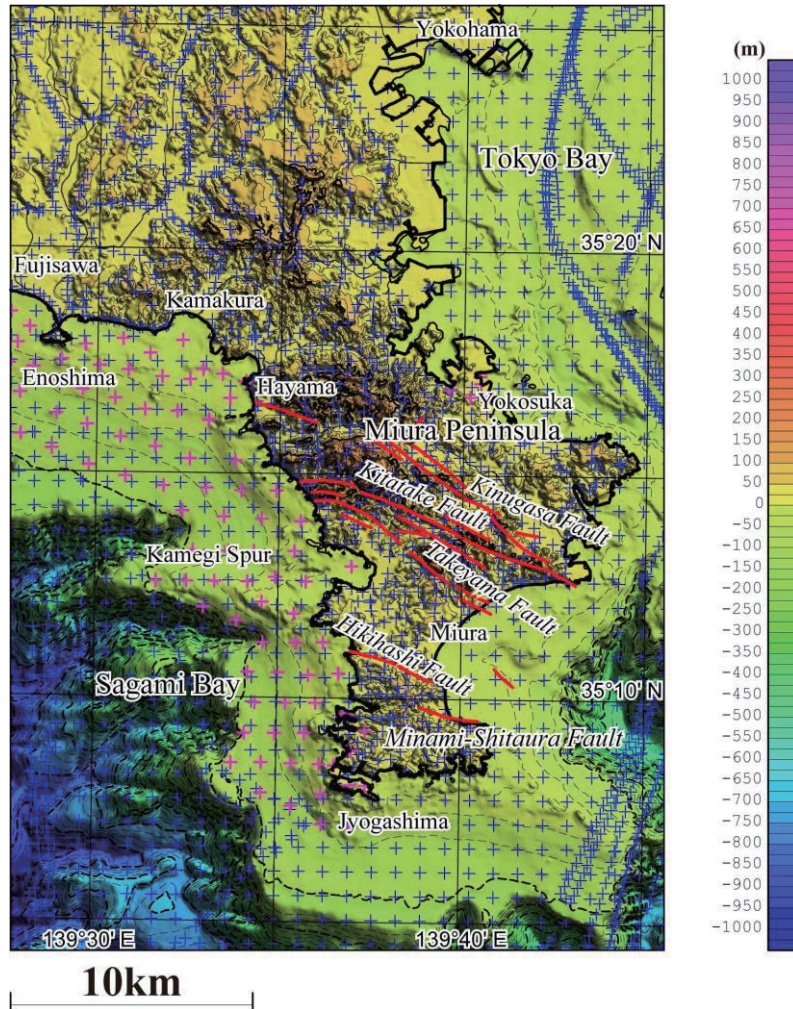 Yokohama
Tokyo Bay
35°20' N
Fujisawa
Kamakura
Enoshima
Hayama
Yokosuka
Miura Peninsula
Kitatake Fault
Kinugasa Fault
Kamegi Spur
Takeyama Fault
Miura
Hikihashi Fault
Sagami Bay
35°10' N
Minami-Shitaura Fault
Jyogashima
139°30' E
139°40' E
10km
(m)
1000
950
900
850
800
750
700
650
600
550
500
450
400
350
300
250
200
150
100
50
0
-50
-100
-150
-200
-250
-300
-350
-400
-450
-500
-550
-600
-650
-700
-750
-800
-850
-900
-950
-1000